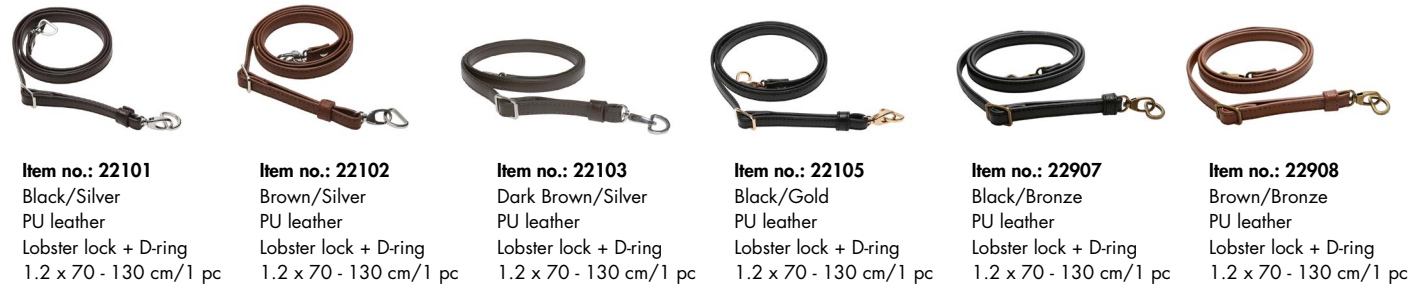 Item no.: 22101
Black/Silver
PU leather
Lobster lock + D-ring
1.2 x 70 - 130 cm/1 pc
Item no.: 22102
Brown/Silver
PU leather
Lobster lock + D-ring
1.2 x 70 - 130 cm/1 pc
Item no.: 22103
Dark Brown/Silver
PU leather
Lobster lock + D-ring
1.2 x 70 - 130 cm/1 pc
Item no.: 22105
Black/Gold
PU leather
Lobster lock + D-ring
1.2 x 70 - 130 cm/1 pc
Item no.: 22907
Black/Bronze
PU leather
Lobster lock + D-ring
1.2 x 70 - 130 cm/1 pc
Item no.: 22908
Brown/Bronze
PU leather
Lobster lock + D-ring
1.2 x 70 - 130 cm/1 pc